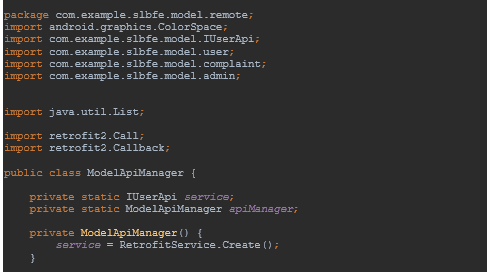 package com.example.slbfe.model.remote;
import android.graphics.ColorSpace;
import com.example.slbfe.model.IUserApi;
import com.example.slbfe.model.user;
import com.example.slbfe.model.complaint;
import com.example.slbfe.model.admin;
import java.util.List;
import retrofit2.Call;
import retrofit2.Callback;
public class ModelApiManager {
private static IUserApi service;
private static ModelApiManager apiManager;
private ModelApiManager() {
service = RetrofitService.Create();
}